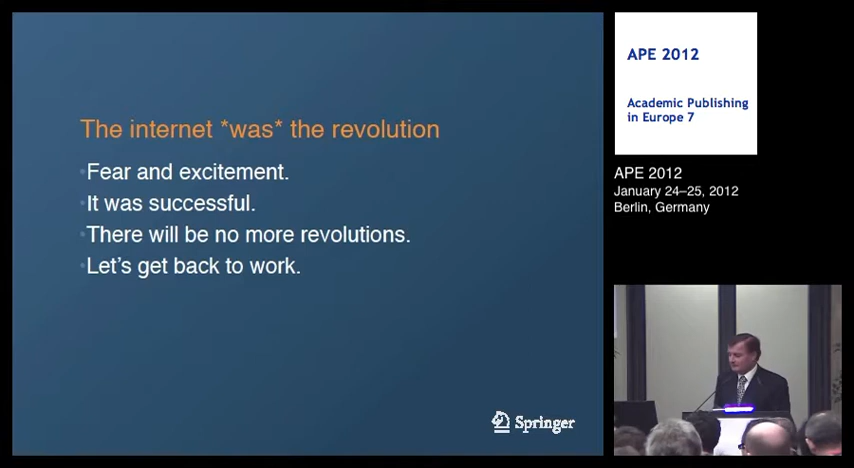 The internet *was* the revolution
•Fear and excitement.
•It was successful.
•There will be no more revolutions.
•Let's get back to work.
Springer
APE 2012
Academic Publishing
in Europe 7
APE 2012
January 24–25, 2012
Berlin, Germany